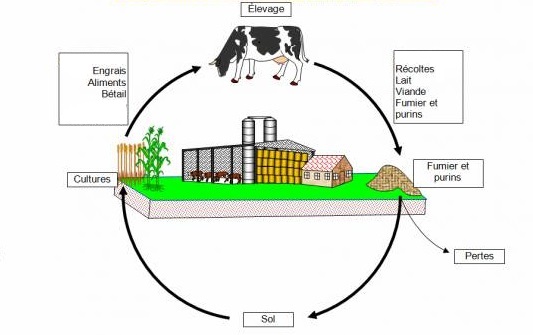 Élevage
Engrais
Aliments
Bétail
Récoltes
Lait
Viande
Fumier et
purins
Cultures
Fumier et
purins
Pertes
Sol